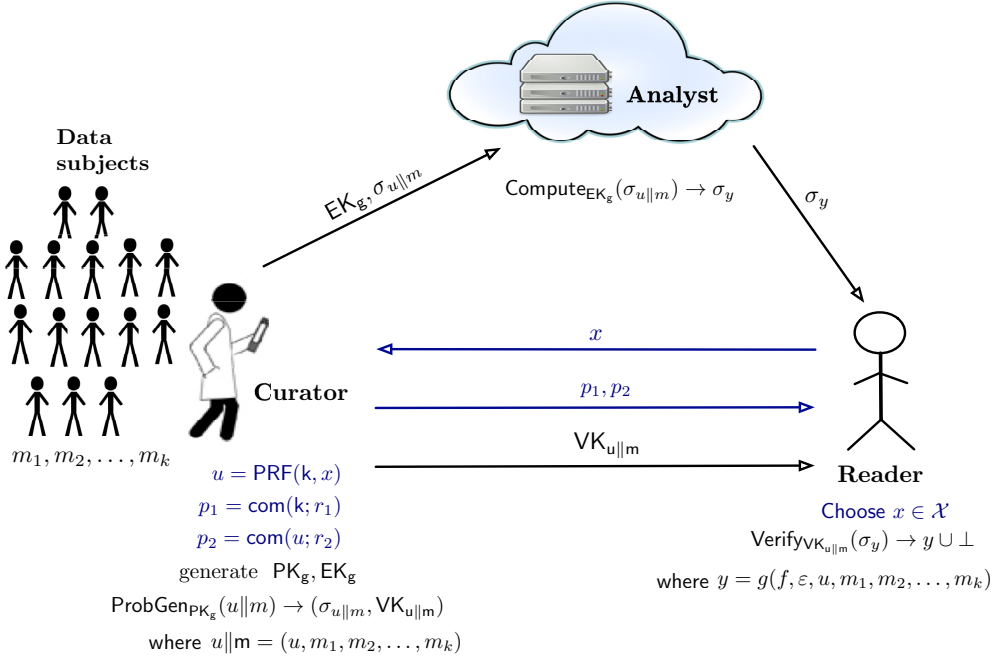 Analyst
Data
subjects
EK_g, σ_{u∥m}
Compute_{EK_g}(σ_{u∥m}) → σ_y
σ_y
x
Curator
p_1, p_2
m_1, m_2, . . . , m_k
VK_{u∥m}
Reader
u = PRF(k, x)
p_1 = com(k; r_1)
p_2 = com(u; r_2)
generate PK_g, EK_g
ProbGen_{PK_g}(u∥m) → (σ_{u∥m}, VK_{u∥m})
where u∥m = (u, m_1, m_2, . . . , m_k)
Choose x ∈ 𝒳
Verify_{VK_{u∥m}}(σ_y) → y ∪ ⊥
where y = g(f, ε, u, m_1, m_2, . . . , m_k)